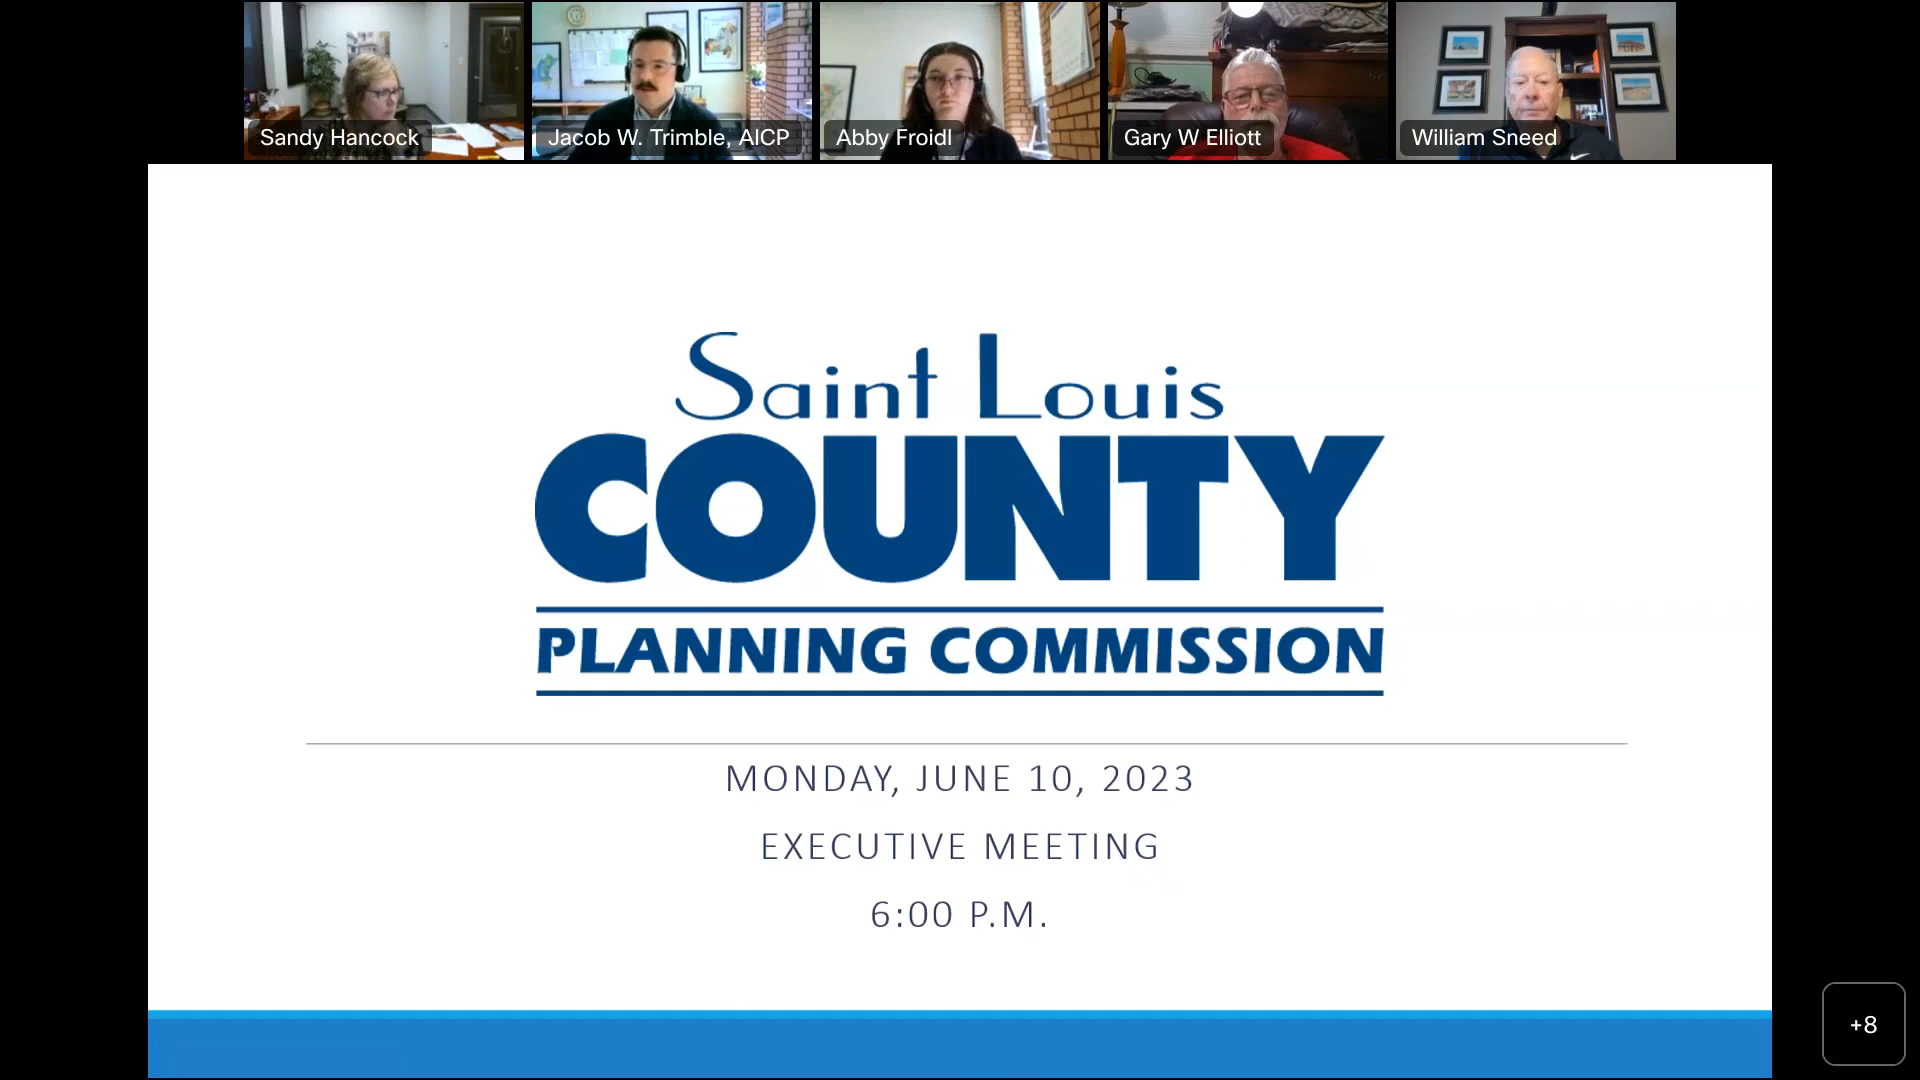 Sandy Hancock
Jacob W. Trimble, AICP
Abby Froidl
Gary W Elliott
William Sneed
Saint Louis
COUNTY
PLANNING COMMISSION
MONDAY, JUNE 10, 2023
EXECUTIVE MEETING
6:00 P.M.
+8